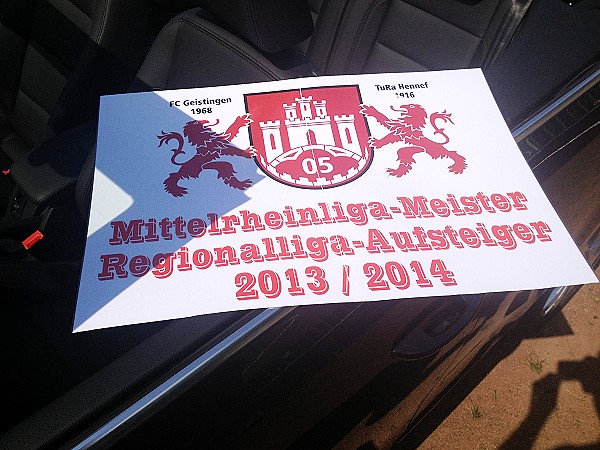 FC Geistingen
1968
TuRa Hennef
1916
05
Mittelrheinliga-Meister
Regionalliga-Aufsteiger
2013 / 2014